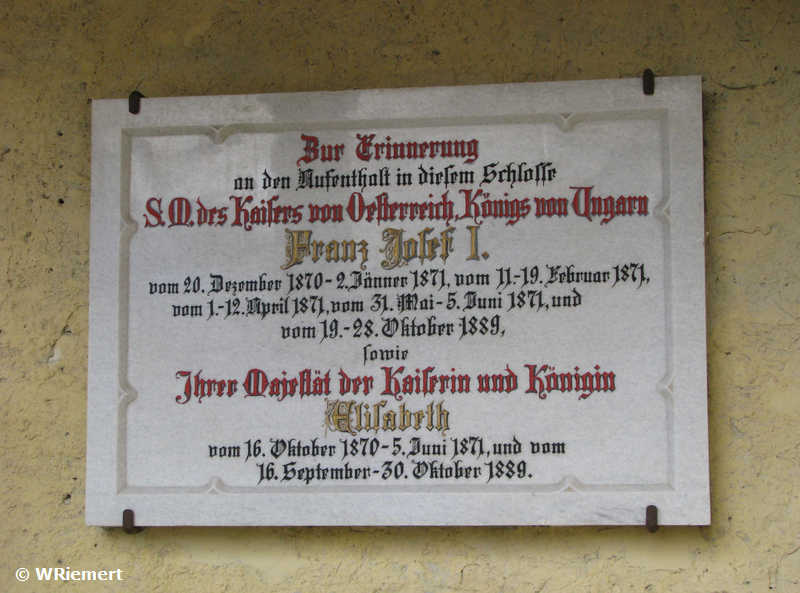 Zur Erinnerung
an den Aufenthalt in diesem Schlosse
S. M. des Kaisers von Oesterreich, Königs von Ungarn
Franz Josef I.
vom 20. Dezember 1870 - 2. Jänner 1871, vom 11.-19. Februar 1871,
vom 1.-12. April 1871, vom 31. Mai - 5. Juni 1871, und
vom 19.-28. Oktober 1889,
sowie
Ihrer Majestät der Kaiserin und Königin
Elisabeth
vom 16. Oktober 1870 - 5. Juni 1871, und vom
16. September - 30. Oktober 1889.
© WRiemert